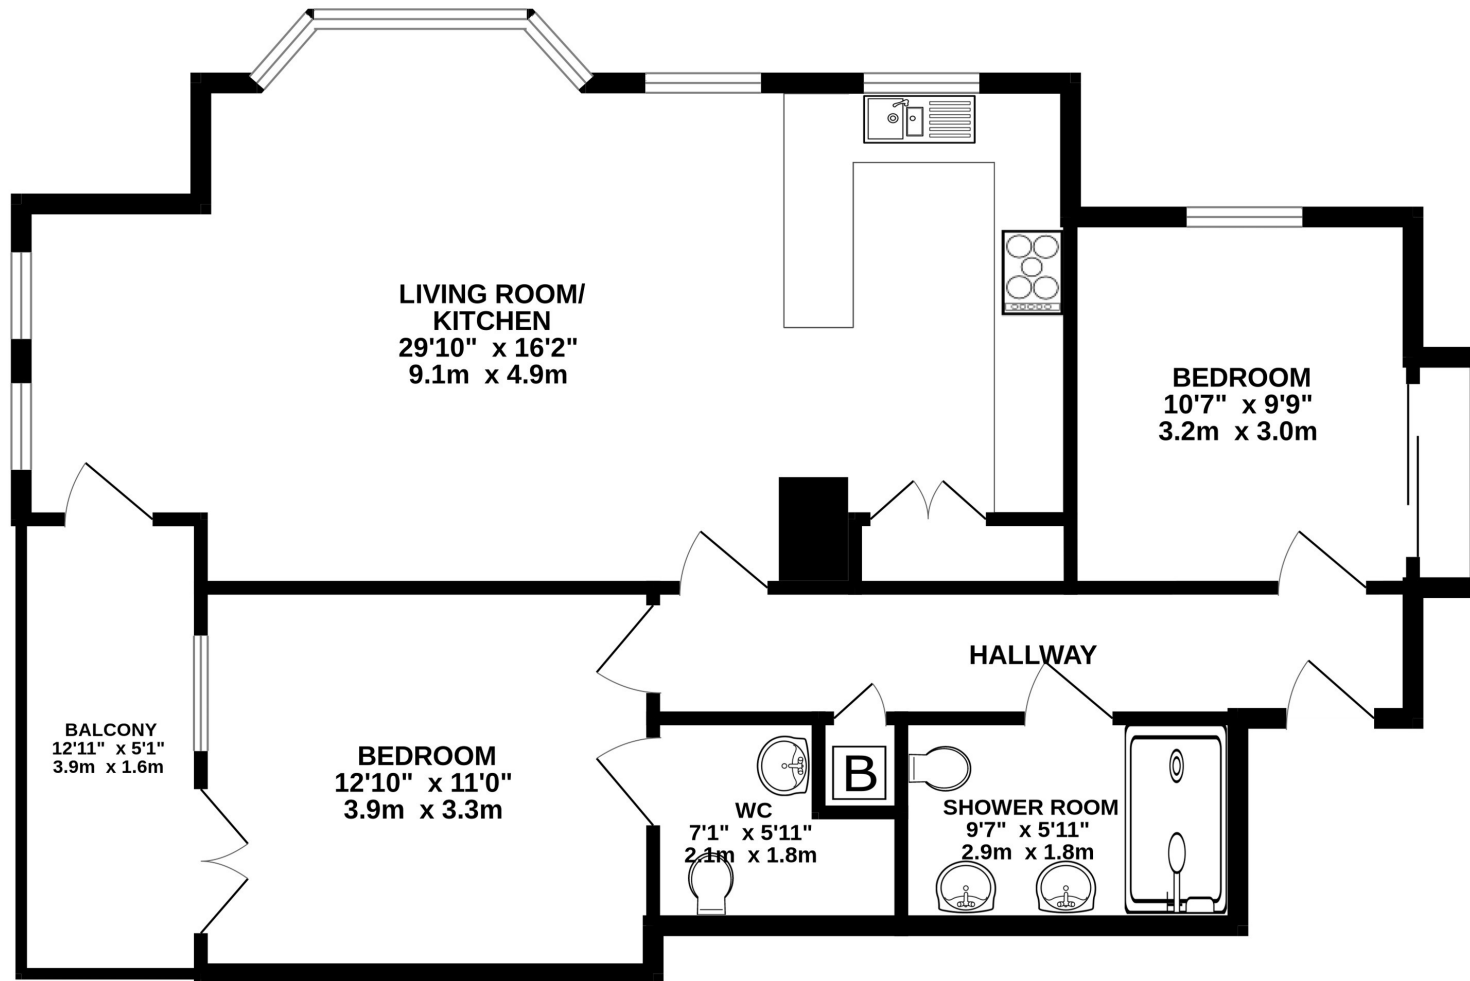 LIVING ROOM/
KITCHEN
29'10" x 16'2"
9.1m x 4.9m
BEDROOM
10'7" x 9'9"
3.2m x 3.0m
HALLWAY
BALCONY
12'11" x 5'1"
3.9m x 1.6m
BEDROOM
12'10" x 11'0"
3.9m x 3.3m
WC
7'1" x 5'11"
2.1m x 1.8m
B
SHOWER ROOM
9'7" x 5'11"
2.9m x 1.8m